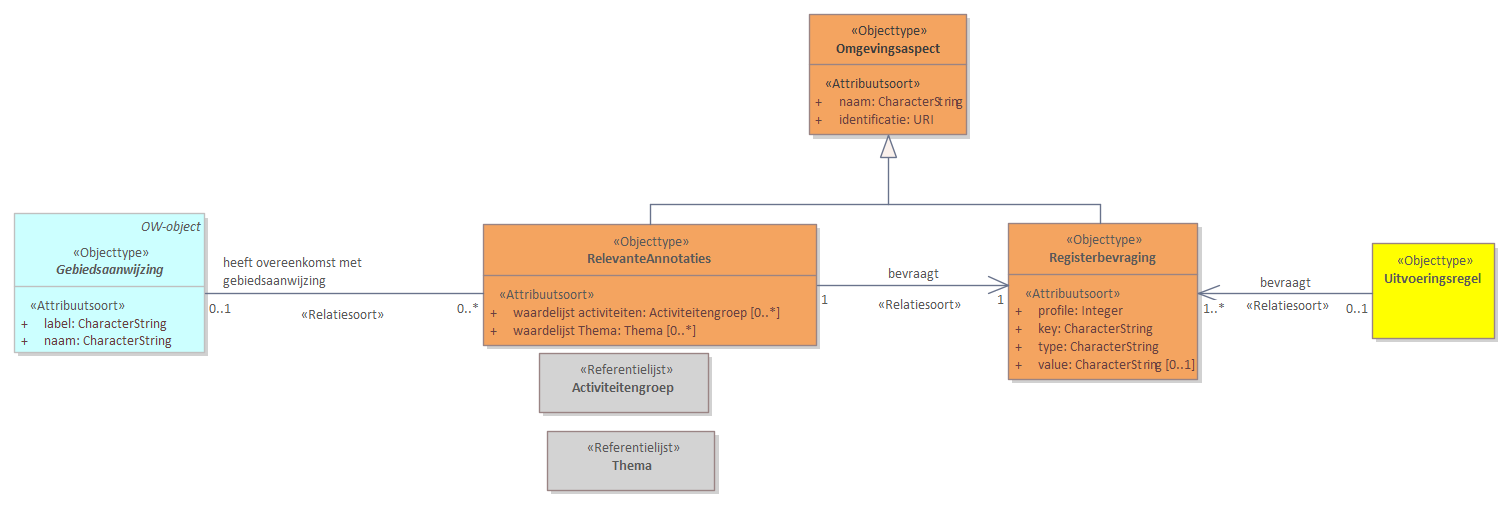 «Objecttype»
Omgevingsaspect
«Attribuutsoort»
+ naam: CharacterString
+ identificatie: URI
OW-object
«Objecttype»
Gebiedsaanwijzing
«Attribuutsoort»
+ label: CharacterString
+ naam: CharacterString
heeft overeenkomst met
gebiedsaanwijzing
0..1
«Relatiesoort»
0..*
«Objecttype»
RelevanteAnnotaties
«Attribuutsoort»
+ waardelijst activiteiten: Activiteitengroep [0..*]
+ waardelijst Thema: Thema [0..*]
«Referentielijst»
Activiteitengroep
«Referentielijst»
Thema
bevraagt
1
«Relatiesoort»
1
«Objecttype»
Registerbevraging
«Attribuutsoort»
+ profile: Integer
+ key: CharacterString
+ type: CharacterString
+ value: CharacterString [0..1]
bevraagt
1..*
«Relatiesoort»
0..1
«Objecttype»
Uitvoeringsregel